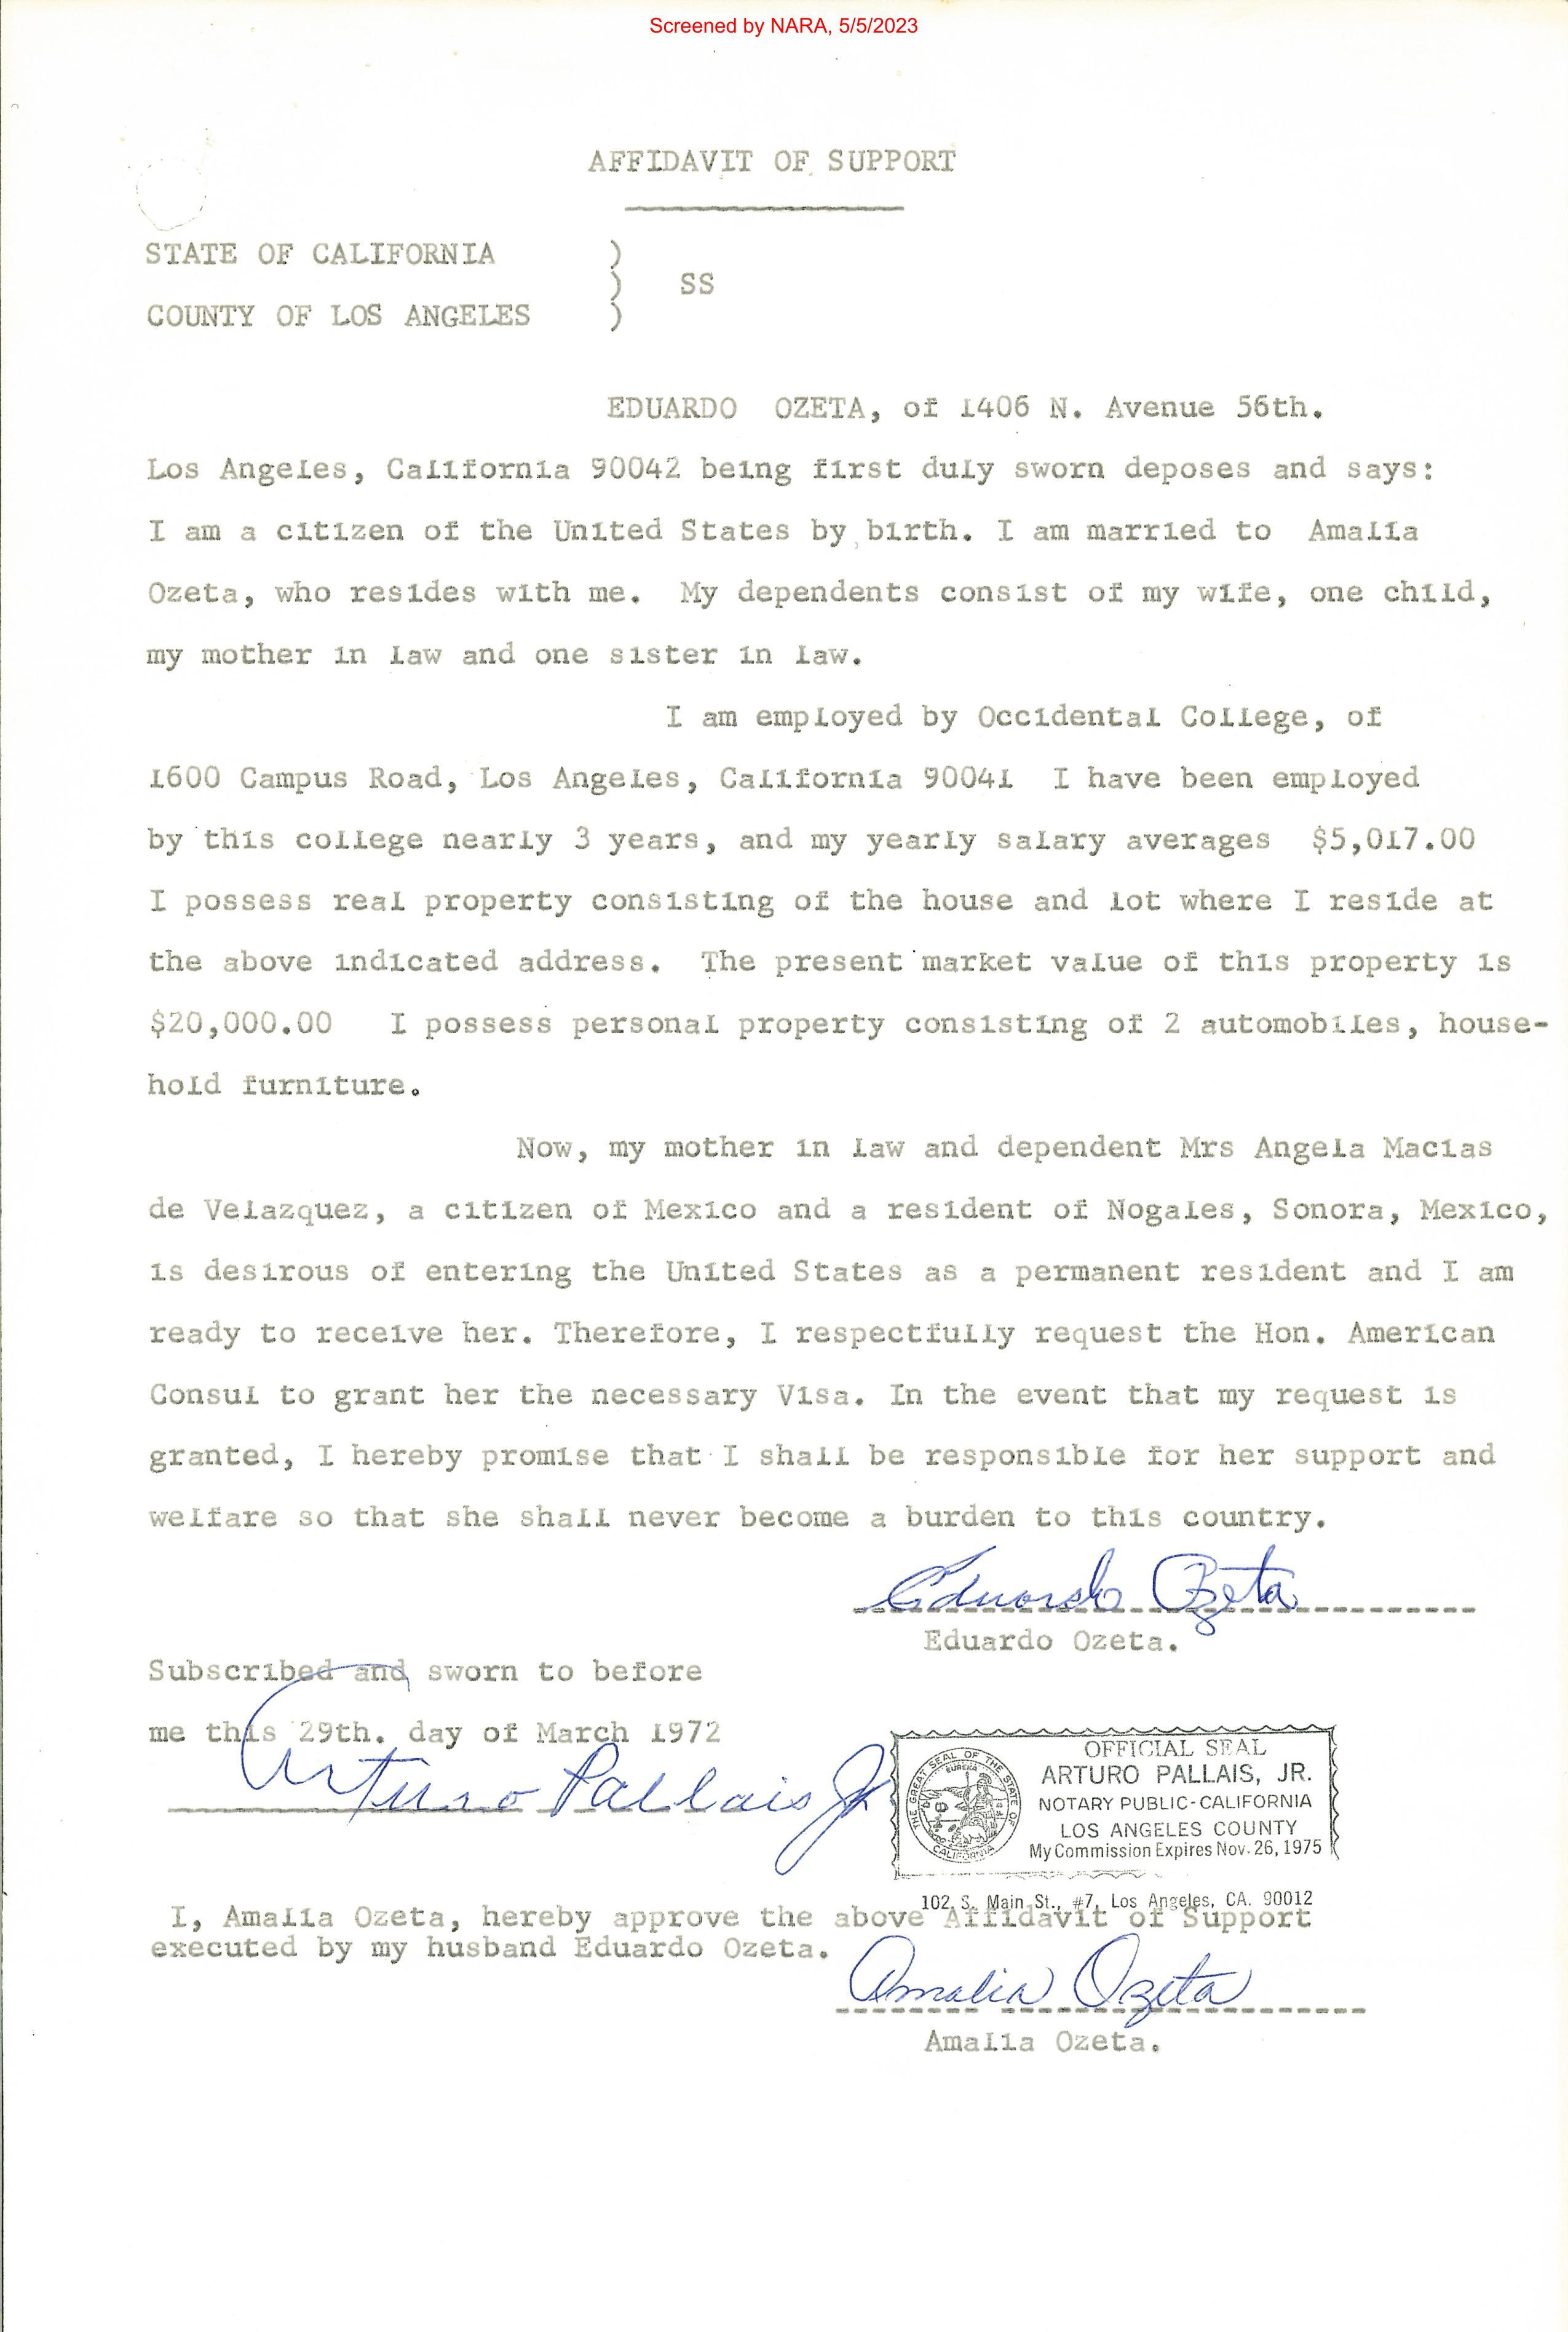 Screened by NARA, 5/5/2023
AFFIDAVIT OF SUPPORT
STATE OF CALIFORNIA )
) SS
COUNTY OF LOS ANGELES )
EDUARDO OZETA, of 1406 N. Avenue 56th.
Los Angeles, California 90042 being first duly sworn deposes and says:
I am a citizen of the United States by birth. I am married to Amalia
Ozeta, who resides with me. My dependents consist of my wife, one child,
my mother in law and one sister in law.
I am employed by Occidental College, of
1600 Campus Road, Los Angeles, California 90041 I have been employed
by this college nearly 3 years, and my yearly salary averages $5,017.00
I possess real property consisting of the house and lot where I reside at
the above indicated address. The present market value of this property is
$20,000.00 I possess personal property consisting of 2 automobiles, house-
hold furniture.
Now, my mother in law and dependent Mrs Angela Macias
de Velazquez, a citizen of Mexico and a resident of Nogales, Sonora, Mexico,
is desirous of entering the United States as a permanent resident and I am
ready to receive her. Therefore, I respectfully request the Hon. American
Consul to grant her the necessary Visa. In the event that my request is
granted, I hereby promise that I shall be responsible for her support and
welfare so that she shall never become a burden to this country.
Eduardo Ozeta
Eduardo Ozeta.
Subscribed and sworn to before
me this 29th. day of March 1972
Arturo Pallais Jr
OFFICIAL SEAL
ARTURO PALLAIS, JR.
NOTARY PUBLIC-CALIFORNIA
LOS ANGELES COUNTY
My Commission Expires Nov. 26, 1975
THE GREAT SEAL OF THE STATE OF CALIFORNIA
EUREKA
102 S. Main St., #7, Los Angeles, CA. 90012
I, Amalia Ozeta, hereby approve the above Affidavit of Support
executed by my husband Eduardo Ozeta.
Amalia Ozeta
Amalia Ozeta.